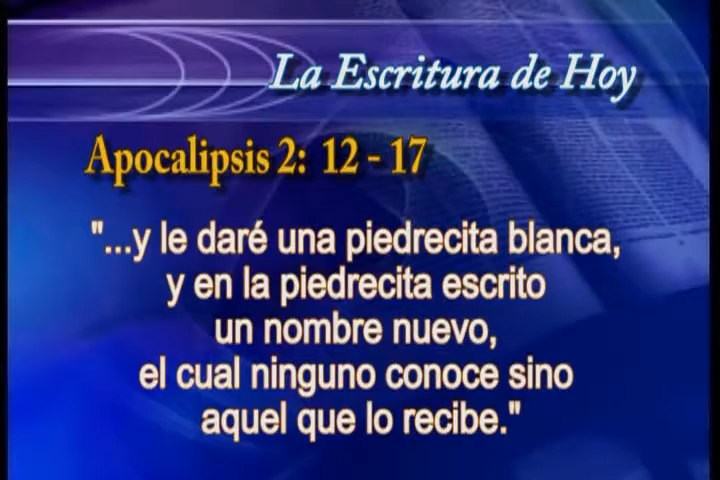 La Escritura de Hoy
Apocalipsis 2: 12 - 17
"...y le daré una piedrecita blanca,
y en la piedrecita escrito
un nombre nuevo,
el cual ninguno conoce sino
aquel que lo recibe."